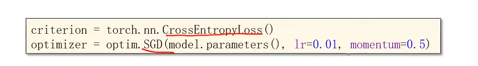 criterion = torch.nn.CrossEntropyLoss()
optimizer = optim.SGD(model.parameters(), lr=0.01, momentum=0.5)